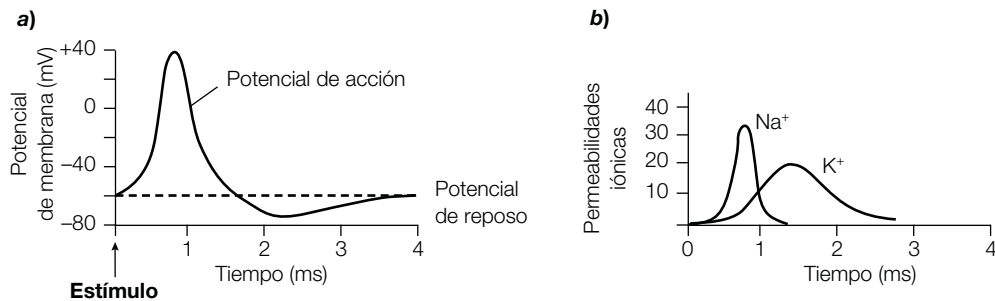 a)
Potencial
de membrana (mV)
+40
0
−40
−80
Potencial de acción
Potencial
de reposo
1
2
3
4
Tiempo (ms)
Estímulo
b)
Permeabilidades
iónicas
40
30
20
10
Na⁺
K⁺
0
1
2
3
4
Tiempo (ms)